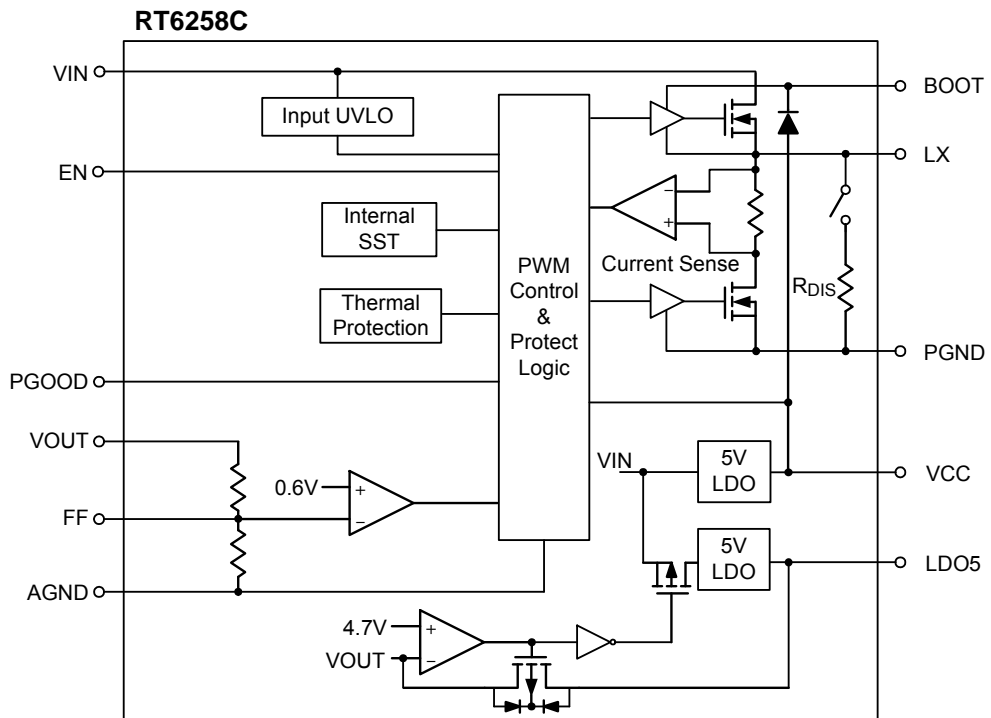 RT6258C
VIN
BOOT
Input UVLO
LX
EN
Internal
SST
Current Sense
RDIS
PWM
Control
&
Protect
Logic
Thermal
Protection
PGND
PGOOD
VOUT
VIN
5V
LDO
VCC
0.6V
+
−
FF
5V
LDO
LDO5
AGND
4.7V
+
VOUT
−
−
+